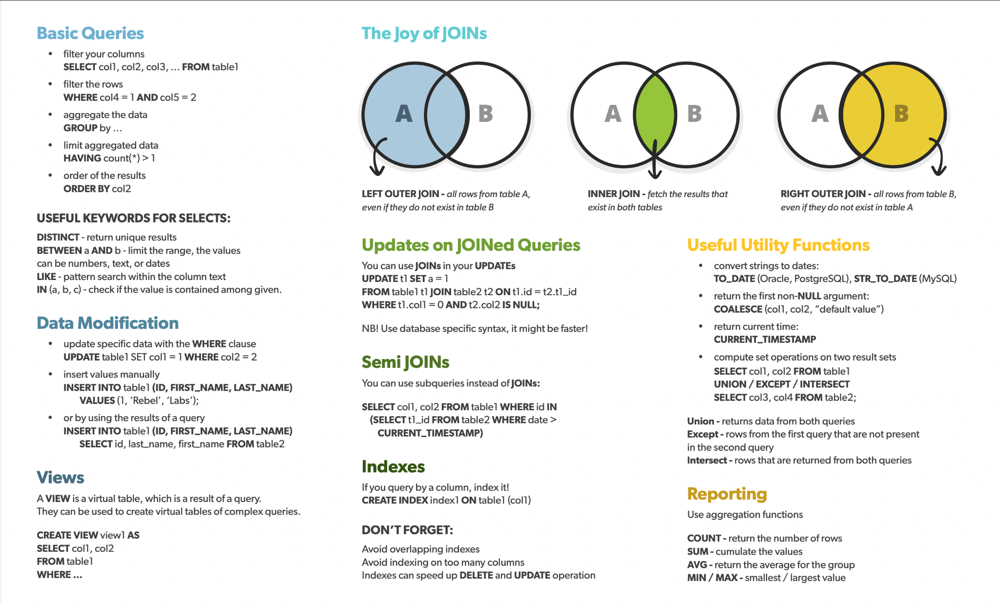 Basic Queries
• filter your columns
SELECT col1, col2, col3, ... FROM table1
• filter the rows
WHERE col4 = 1 AND col5 = 2
• aggregate the data
GROUP by ...
• limit aggregated data
HAVING count(*) > 1
• order of the results
ORDER BY col2
USEFUL KEYWORDS FOR SELECTS:
DISTINCT - return unique results
BETWEEN a AND b - limit the range, the values
can be numbers, text, or dates
LIKE - pattern search within the column text
IN (a, b, c) - check if the value is contained among given.
Data Modification
• update specific data with the WHERE clause
UPDATE table1 SET col1 = 1 WHERE col2 = 2
• insert values manually
INSERT INTO table1 (ID, FIRST_NAME, LAST_NAME)
VALUES (1, ‘Rebel’, ‘Labs’);
• or by using the results of a query
INSERT INTO table1 (ID, FIRST_NAME, LAST_NAME)
SELECT id, last_name, first_name FROM table2
Views
A VIEW is a virtual table, which is a result of a query.
They can be used to create virtual tables of complex queries.
CREATE VIEW view1 AS
SELECT col1, col2
FROM table1
WHERE ...
The Joy of JOINs
A B
A B
A B
LEFT OUTER JOIN - all rows from table A,
even if they do not exist in table B
INNER JOIN - fetch the results that
exist in both tables
RIGHT OUTER JOIN - all rows from table B,
even if they do not exist in table A
Updates on JOINed Queries
You can use JOINs in your UPDATEs
UPDATE t1 SET a = 1
FROM table1 t1 JOIN table2 t2 ON t1.id = t2.t1_id
WHERE t1.col1 = 0 AND t2.col2 IS NULL;
NB! Use database specific syntax, it might be faster!
Semi JOINs
You can use subqueries instead of JOINs:
SELECT col1, col2 FROM table1 WHERE id IN
(SELECT t1_id FROM table2 WHERE date >
CURRENT_TIMESTAMP)
Indexes
If you query by a column, index it!
CREATE INDEX index1 ON table1 (col1)
DON’T FORGET:
Avoid overlapping indexes
Avoid indexing on too many columns
Indexes can speed up DELETE and UPDATE operation
Useful Utility Functions
• convert strings to dates:
TO_DATE (Oracle, PostgreSQL), STR_TO_DATE (MySQL)
• return the first non-NULL argument:
COALESCE (col1, col2, “default value”)
• return current time:
CURRENT_TIMESTAMP
• compute set operations on two result sets
SELECT col1, col2 FROM table1
UNION / EXCEPT / INTERSECT
SELECT col3, col4 FROM table2;
Union - returns data from both queries
Except - rows from the first query that are not present
in the second query
Intersect - rows that are returned from both queries
Reporting
Use aggregation functions
COUNT - return the number of rows
SUM - cumulate the values
AVG - return the average for the group
MIN / MAX - smallest / largest value